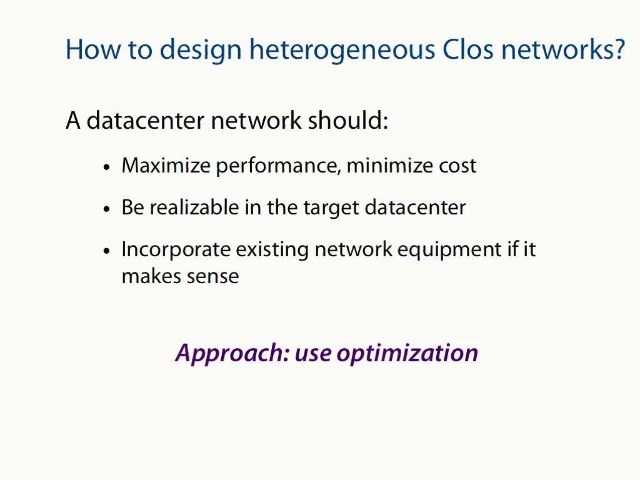 How to design heterogeneous Clos networks?
A datacenter network should:
• Maximize performance, minimize cost
• Be realizable in the target datacenter
• Incorporate existing network equipment if it
makes sense
Approach: use optimization